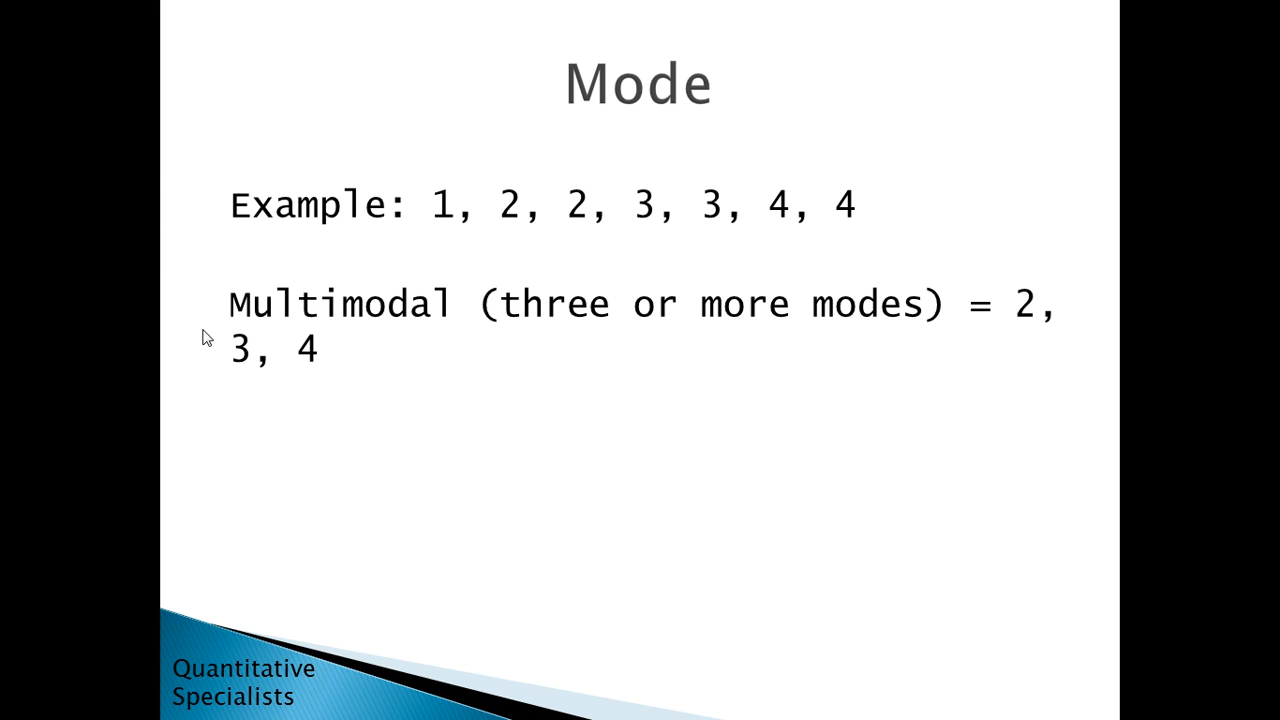 Mode
Example: 1, 2, 2, 3, 3, 4, 4
Multimodal (three or more modes) = 2,
3, 4
Quantitative
Specialists